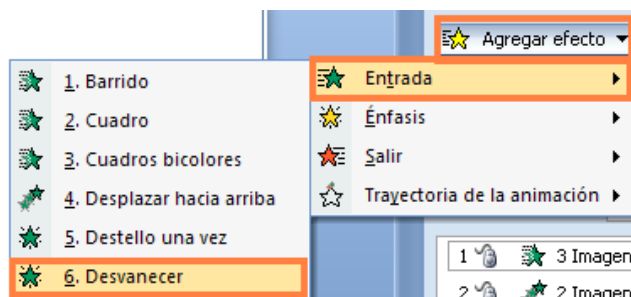 Agregar efecto
Entrada
Énfasis
Salir
Trayectoria de la animación
1. Barrido
2. Cuadro
3. Cuadros bicolores
4. Desplazar hacia arriba
5. Destello una vez
6. Desvanecer
1 3 Imagen
2 2 Imagen